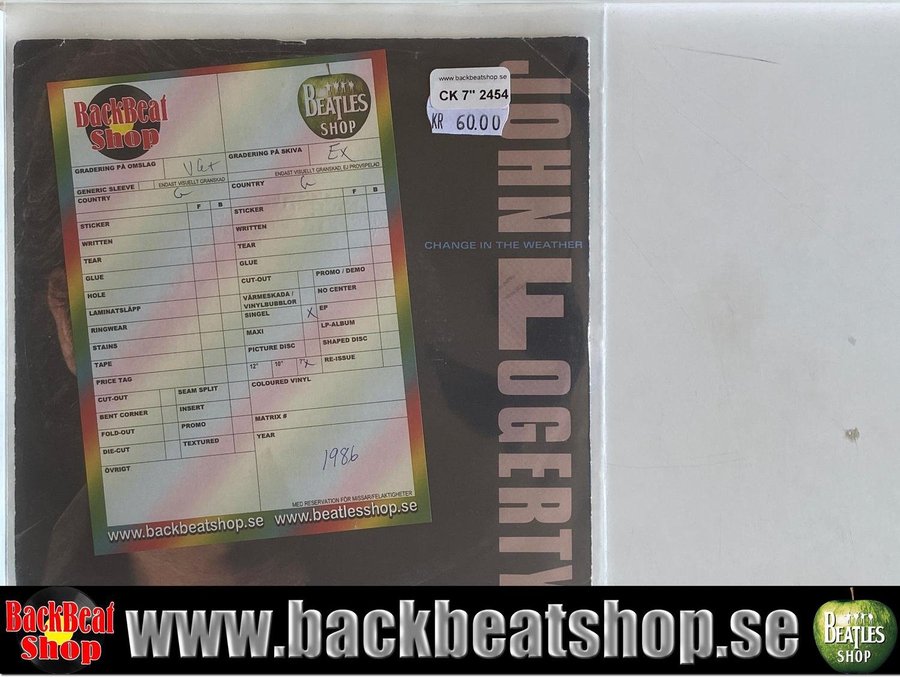 BackBeat
Shop
BEATLES
SHOP
GRADERING PÅ OMSLAG
VG+
GRADERING PÅ SKIVA
Ex
ENDAST VISUELLT GRANSKAD
ENDAST VISUELLT GRANSKAD, EJ PROVSPELAD
GENERIC SLEEVE
COUNTRY
G
COUNTRY
G
F B
F B
STICKER
WRITTEN
TEAR
GLUE
HOLE
LAMINATSLÄPP
RINGWEAR
STAINS
TAPE
PRICE TAG
CUT-OUT
SEAM SPLIT
BENT CORNER
INSERT
FOLD-OUT
PROMO
DIE-CUT
TEXTURED
ÖVRIGT
STICKER
WRITTEN
TEAR
GLUE
CUT-OUT
PROMO / DEMO
VÄRMESKADA /
VINYLBUBBLOR
NO CENTER
SINGEL
X
EP
MAXI
LP-ALBUM
PICTURE DISC
SHAPED DISC
12" 10" 7" X
RE-ISSUE
COLOURED VINYL
MATRIX #
YEAR
1986
MED RESERVATION FÖR MISSAR/FELAKTIGHETER
www.backbeatshop.se www.beatlesshop.se
www.backbeatshop.se
CK 7" 2454
KR 60.00
JOHN FOGERTY
CHANGE IN THE WEATHER
BackBeat
Shop
www.backbeatshop.se
BEATLES
SHOP